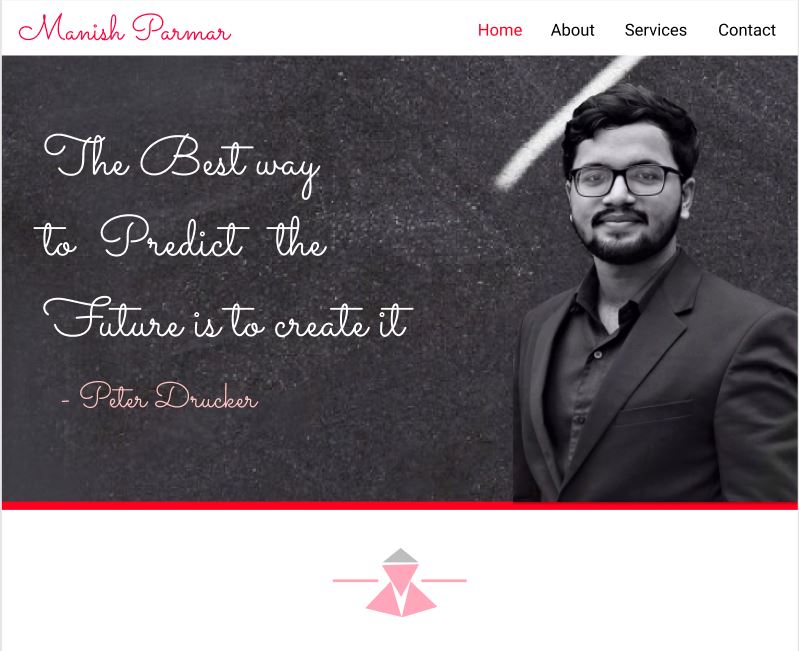 Manish Parmar
Home About Services Contact
The Best way
to Predict the
Future is to create it
- Peter Drucker